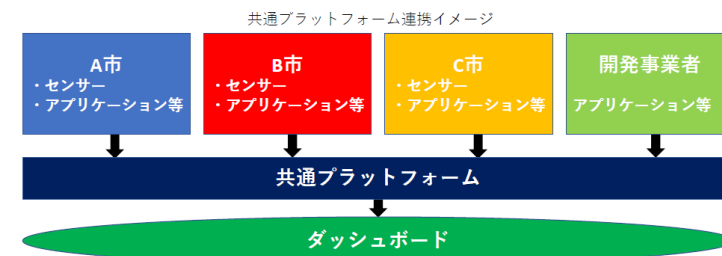 共通プラットフォーム連携イメージ
A市
・センサー
・アプリケーション等
B市
・センサー
・アプリケーション等
C市
・センサー
・アプリケーション等
開発事業者
アプリケーション等
共通プラットフォーム
ダッシュボード